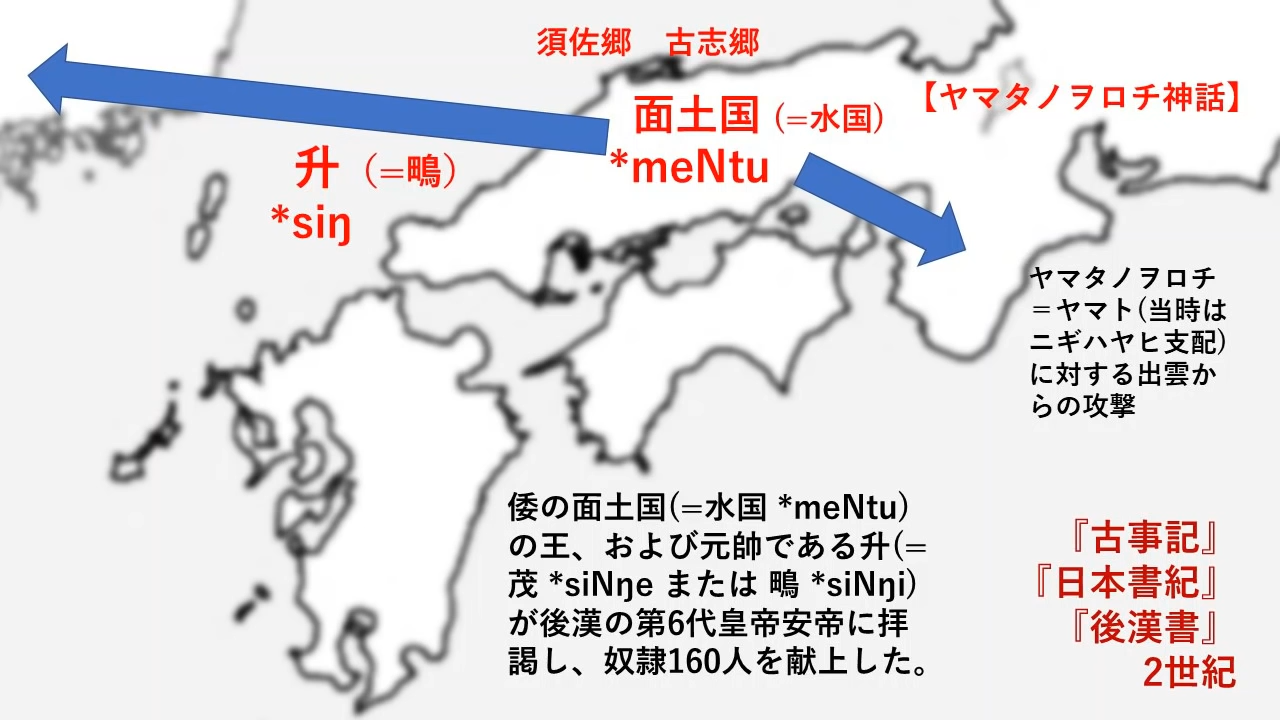 須佐郷　古志郷
【ヤマタノヲロチ神話】
面土国 (=水国)
*meNtu
升（=鴫）
*siŋ
ヤマタノヲロチ
＝ヤマト(当時は
ニギハヤヒ支配)
に対する出雲か
らの攻撃
倭の面土国(=水国 *meNtu)
の王、および元帥である升(=
茂 *siNŋe または 鴫 *siNŋi)
が後漢の第6代皇帝安帝に拝
謁し、奴隷160人を献上した。
『古事記』
『日本書紀』
『後漢書』
2世紀